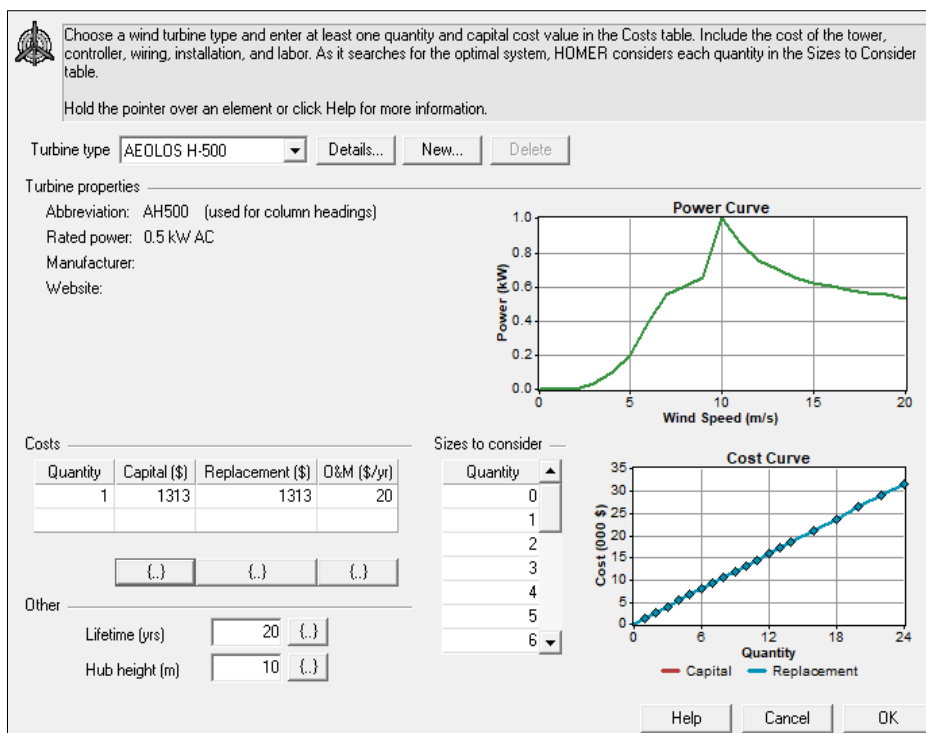 Choose a wind turbine type and enter at least one quantity and capital cost value in the Costs table. Include the cost of the tower,
controller, wiring, installation, and labor. As it searches for the optimal system, HOMER considers each quantity in the Sizes to Consider
table.
Hold the pointer over an element or click Help for more information.
Turbine type AEOLOS H-500 Details... New... Delete
Turbine properties
Abbreviation: AH500 (used for column headings)
Rated power: 0.5 kW AC
Manufacturer:
Website:
Power Curve
Power (kW)
1.0
0.8
0.6
0.4
0.2
0.0
0 5 10 15 20
Wind Speed (m/s)
Costs
Quantity Capital ($) Replacement ($) O&M ($/yr)
1 1313 1313 20
{..} {..} {..}
Other
Lifetime (yrs) 20 {..}
Hub height (m) 10 {..}
Sizes to consider
Quantity
0
1
2
3
4
5
6
Cost Curve
Cost (000 $)
35
30
25
20
15
10
5
0
0 6 12 18 24
Quantity
Capital Replacement
Help Cancel OK